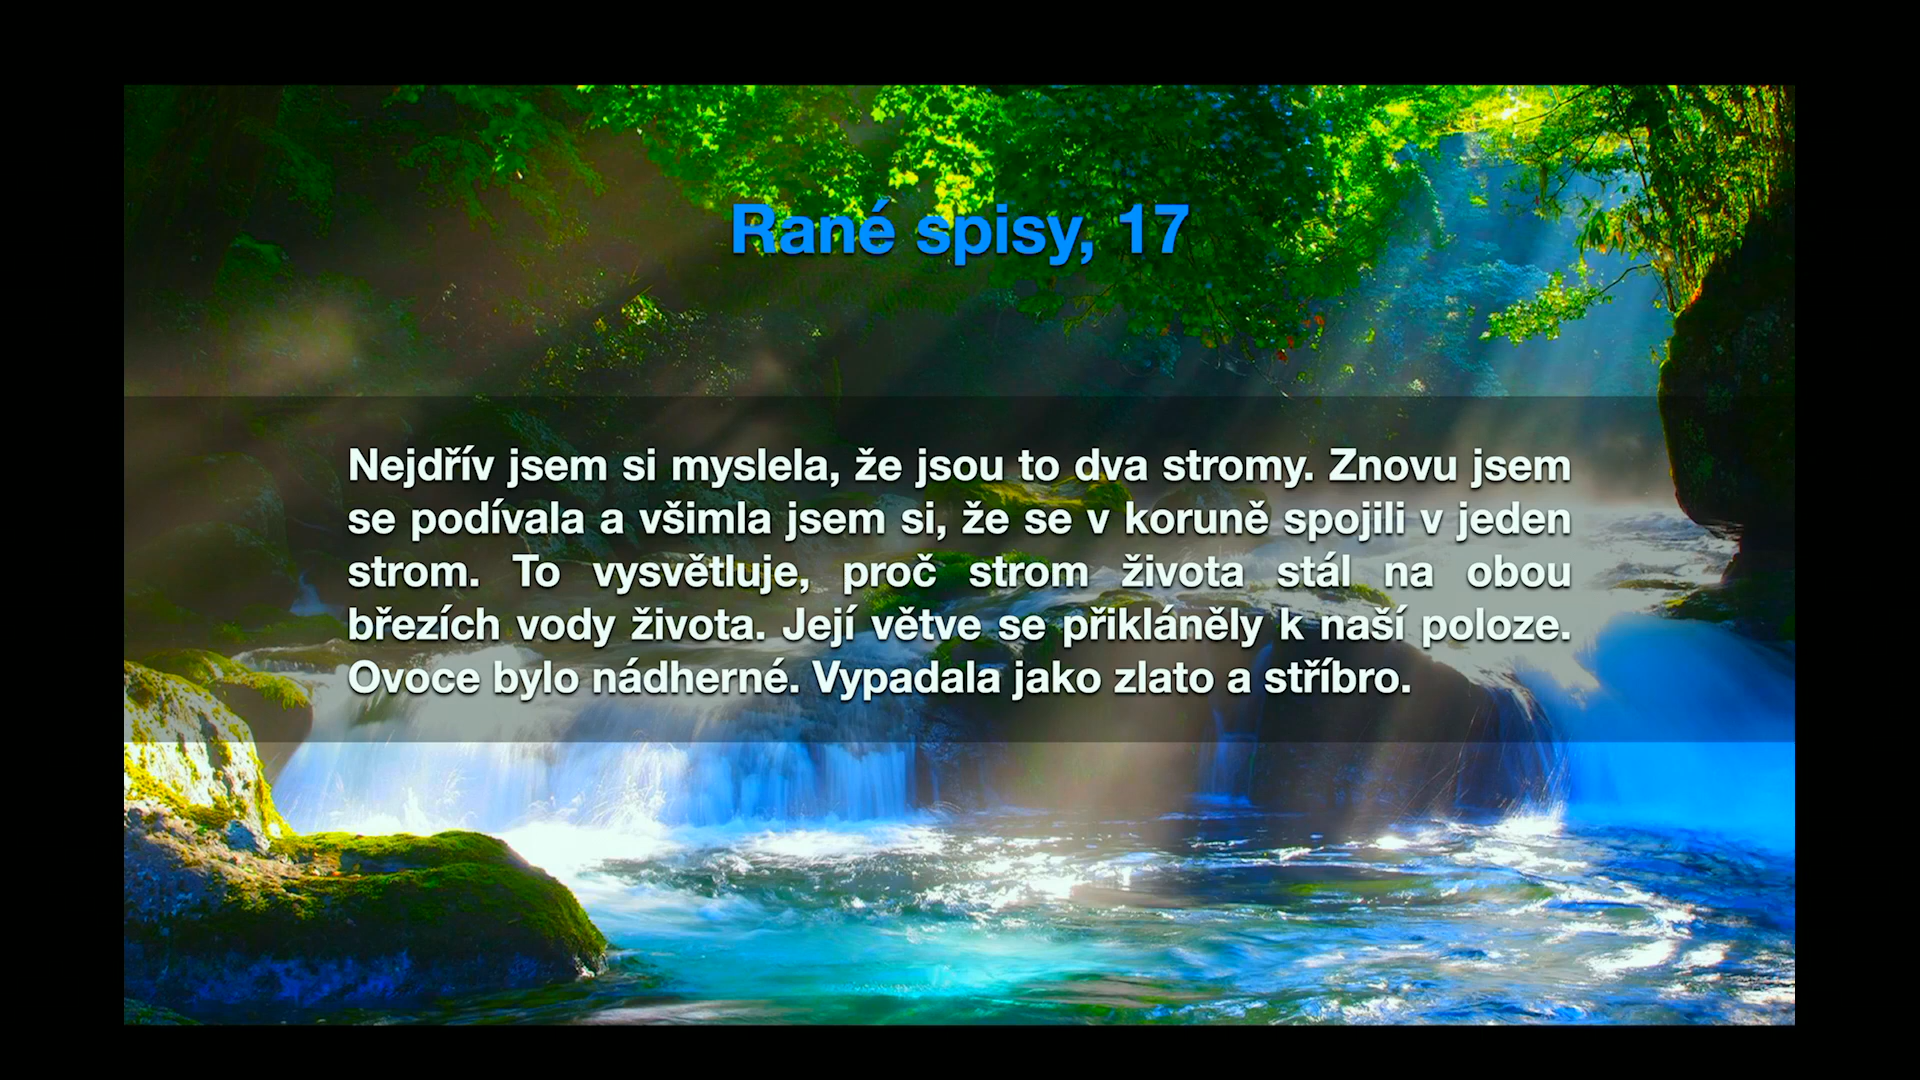 Rané spisy, 17
Nejdřív jsem si myslela, že jsou to dva stromy. Znovu jsem
se podívala a všimla jsem si, že se v koruně spojili v jeden
strom. To vysvětluje, proč strom života stál na obou
březích vody života. Její větve se přikláněly k naší poloze.
Ovoce bylo nádherné. Vypadala jako zlato a stříbro.